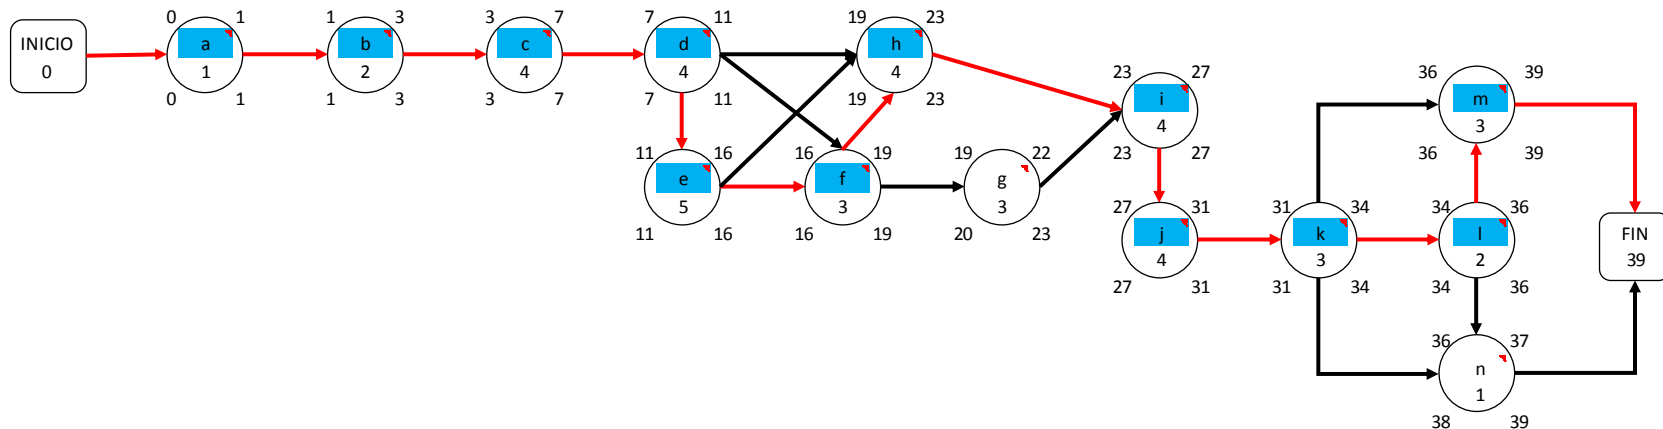 INICIO
0
0 1
a
1
0 1
1 3
b
2
1 3
3 7
c
4
3 7
7 11
d
4
7 11
19 23
h
4
19 23
11 16
e
5
11 16
16 19
f
3
16 19
19 22
g
3
20 23
23 27
i
4
23 27
27 31
j
4
27 31
31 34
k
3
31 34
34 36
l
2
34 36
36 39
m
3
36 39
36 37
n
1
38 39
FIN
39